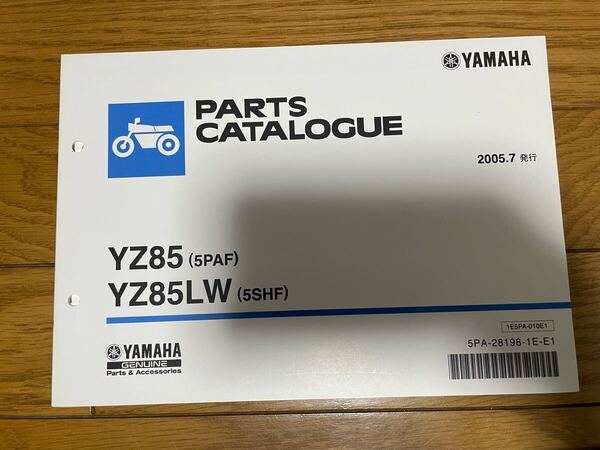 YAMAHA
PARTS
CATALOGUE
2005.7 発行
YZ85 (5PAF)
YZ85LW (5SHF)
1E5PA-010E1
5PA-28198-1E-E1
YAMAHA
GENUINE
Parts & Accessories